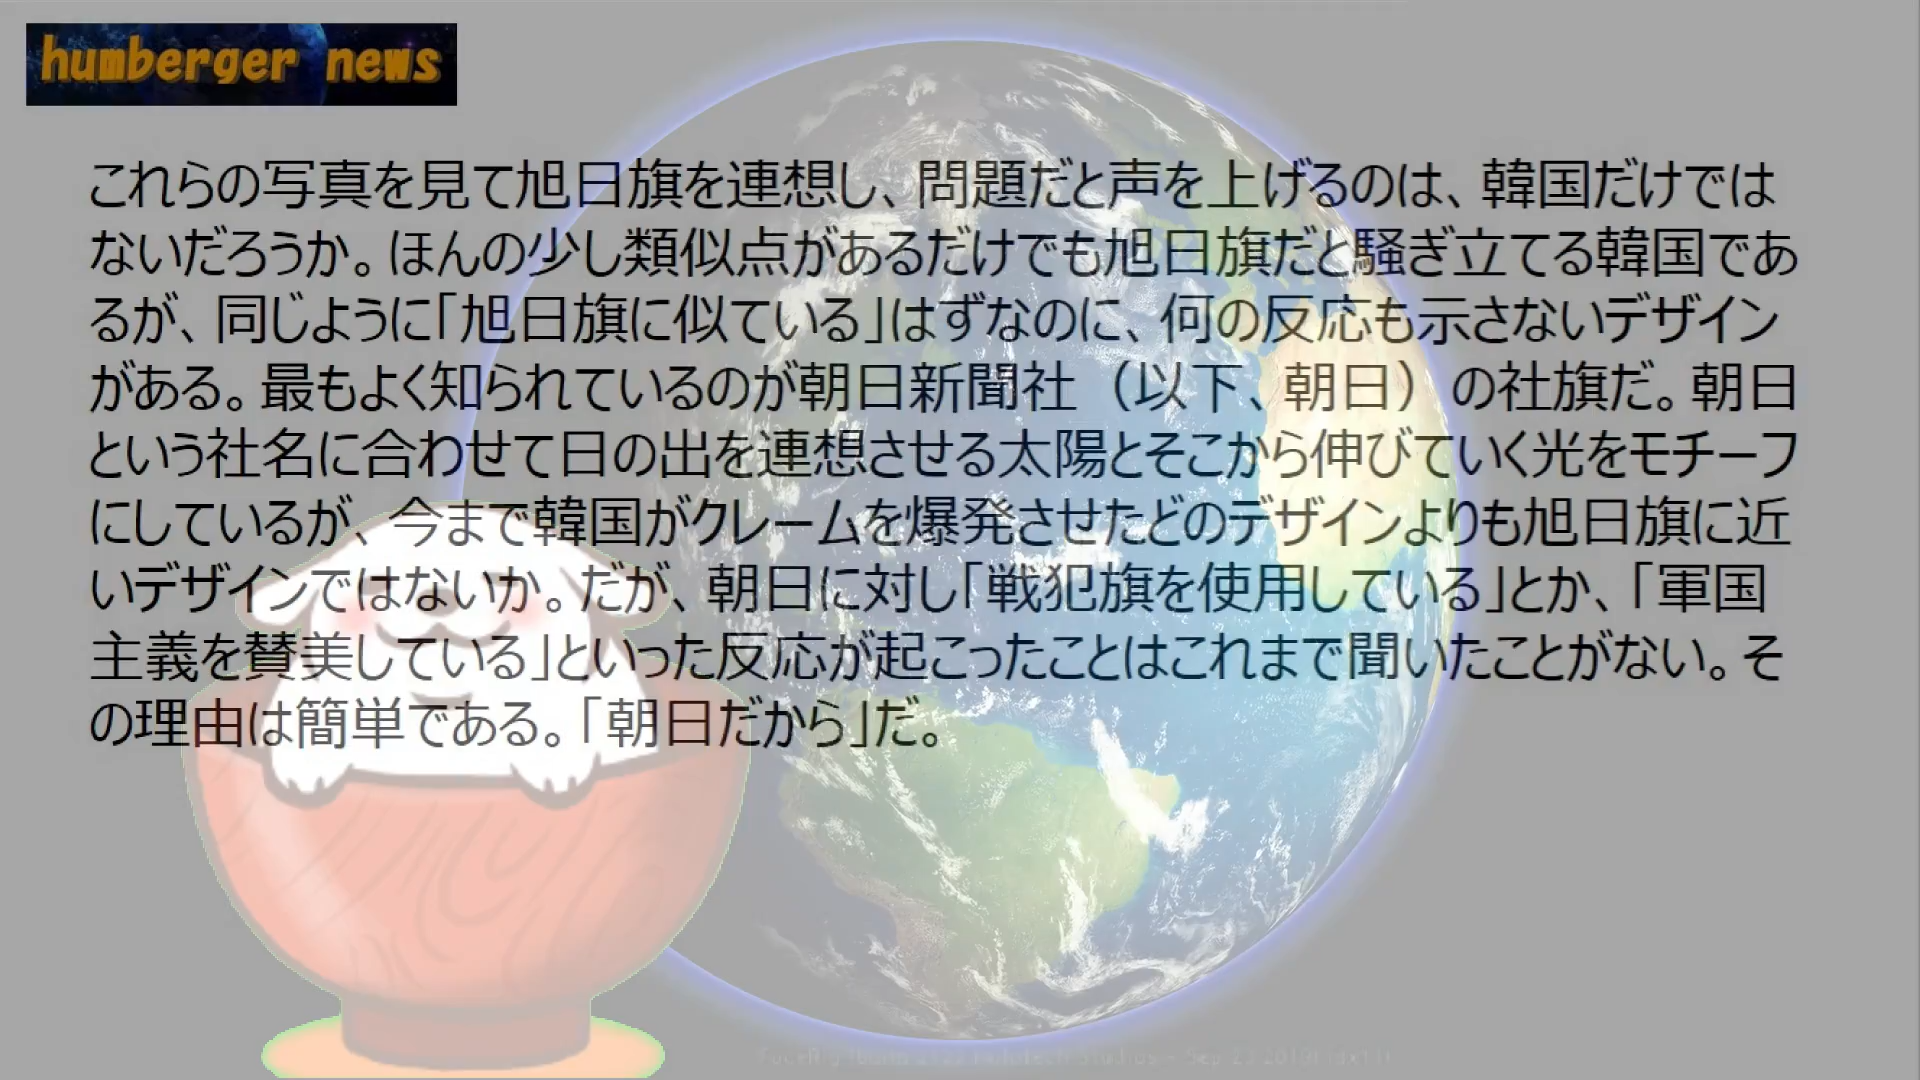 humberger news
これらの写真を見て旭日旗を連想し、問題だと声を上げるのは、韓国だけでは
ないだろうか。ほんの少し類似点があるだけでも旭日旗だと騒ぎ立てる韓国であ
るが、同じように「旭日旗に似ている」はずなのに、何の反応も示さないデザイン
がある。最もよく知られているのが朝日新聞社（以下、朝日）の社旗だ。朝日
という社名に合わせて日の出を連想させる太陽とそこから伸びていく光をモチーフ
にしているが、今まで韓国がクレームを爆発させたどのデザインよりも旭日旗に近
いデザインではないか。だが、朝日に対し「戦犯旗を使用している」とか、「軍国
主義を賛美している」といった反応が起こったことはこれまで聞いたことがない。そ
の理由は簡単である。「朝日だから」だ。